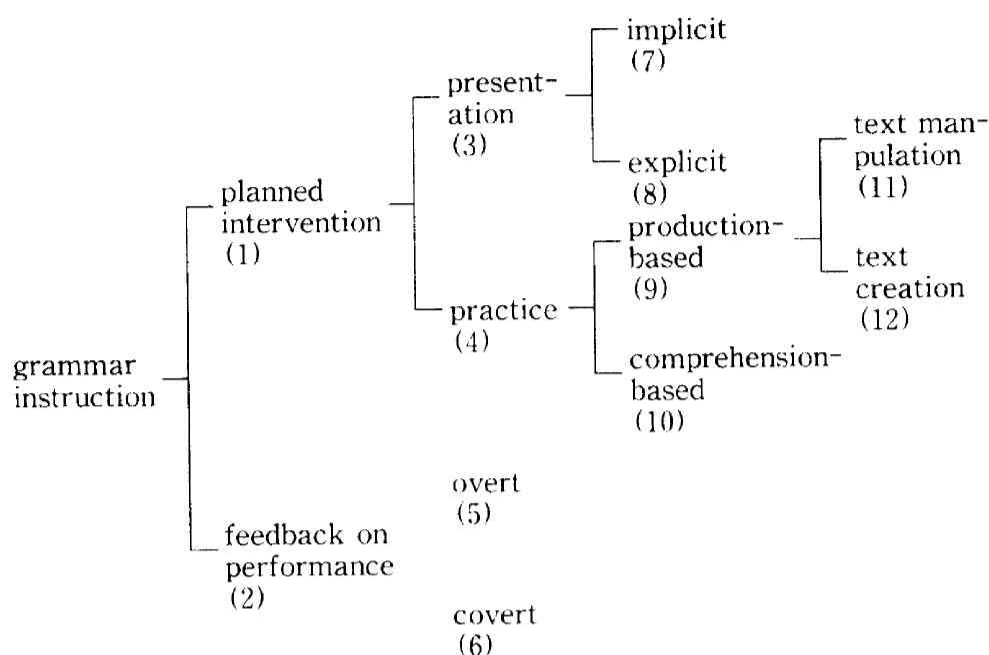 implicit
(7)
present-
ation
(3)
text man-
pulation
(11)
explicit
(8)
planned
intervention
(1)
production-
based
(9)
text
creation
(12)
practice
(4)
grammar
instruction
comprehension-
based
(10)
overt
(5)
feedback on
performance
(2)
covert
(6)